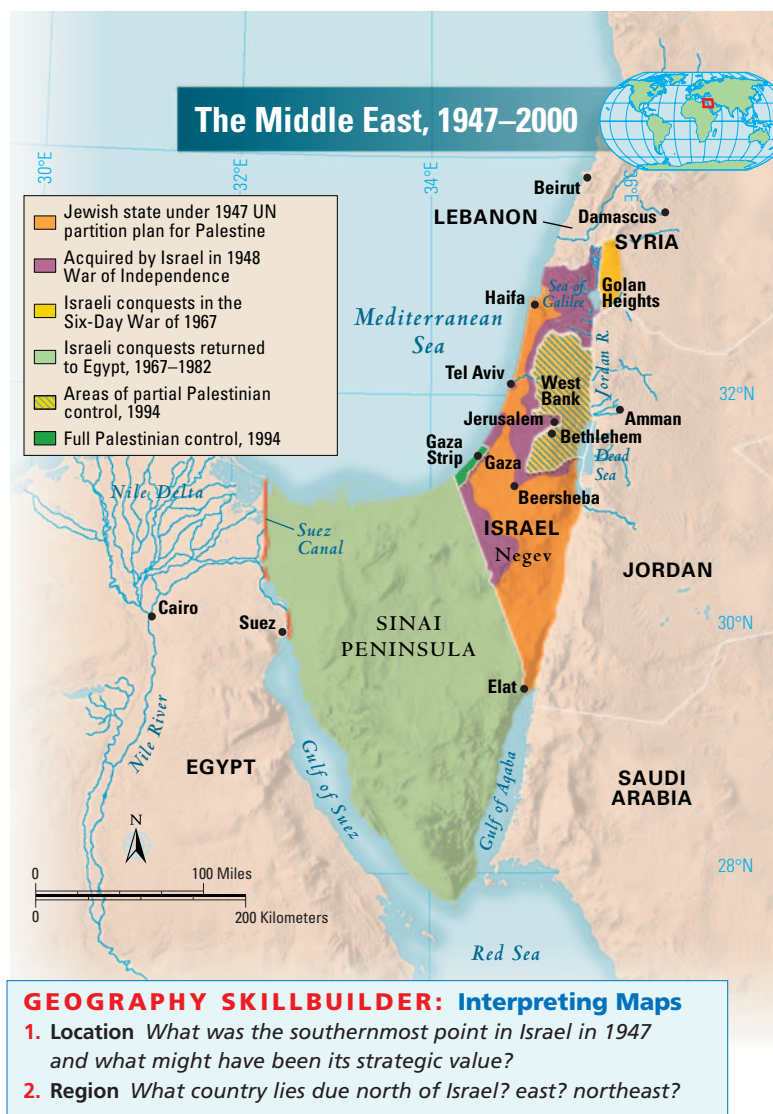 The Middle East, 1947–2000
30°E
32°E
34°E
36°E
Jewish state under 1947 UN
partition plan for Palestine
Acquired by Israel in 1948
War of Independence
Israeli conquests in the
Six-Day War of 1967
Israeli conquests returned
to Egypt, 1967–1982
Areas of partial Palestinian
control, 1994
Full Palestinian control, 1994
Beirut
LEBANON
Damascus
SYRIA
Sea of
Galilee
Golan
Heights
Haifa
Mediterranean
Sea
Jordan R.
Tel Aviv
West
Bank
32°N
Jerusalem
Amman
Bethlehem
Gaza
Strip
Gaza
Dead
Sea
Nile Delta
Beersheba
Suez
Canal
ISRAEL
Negev
JORDAN
Cairo
Suez
SINAI
PENINSULA
30°N
Elat
Nile River
EGYPT
Gulf of Suez
Gulf of Aqaba
SAUDI
ARABIA
N
0 100 Miles
0 200 Kilometers
28°N
Red Sea
GEOGRAPHY SKILLBUILDER: Interpreting Maps
1. Location What was the southernmost point in Israel in 1947
and what might have been its strategic value?
2. Region What country lies due north of Israel? east? northeast?